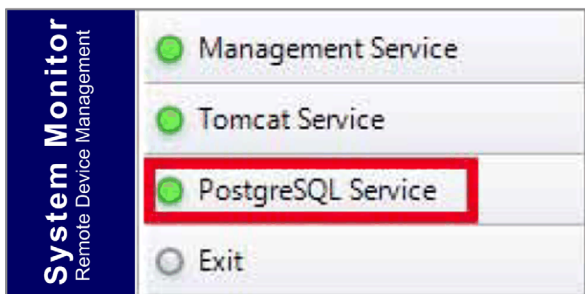 System Monitor
Remote Device Management
Management Service
Tomcat Service
PostgreSQL Service
Exit